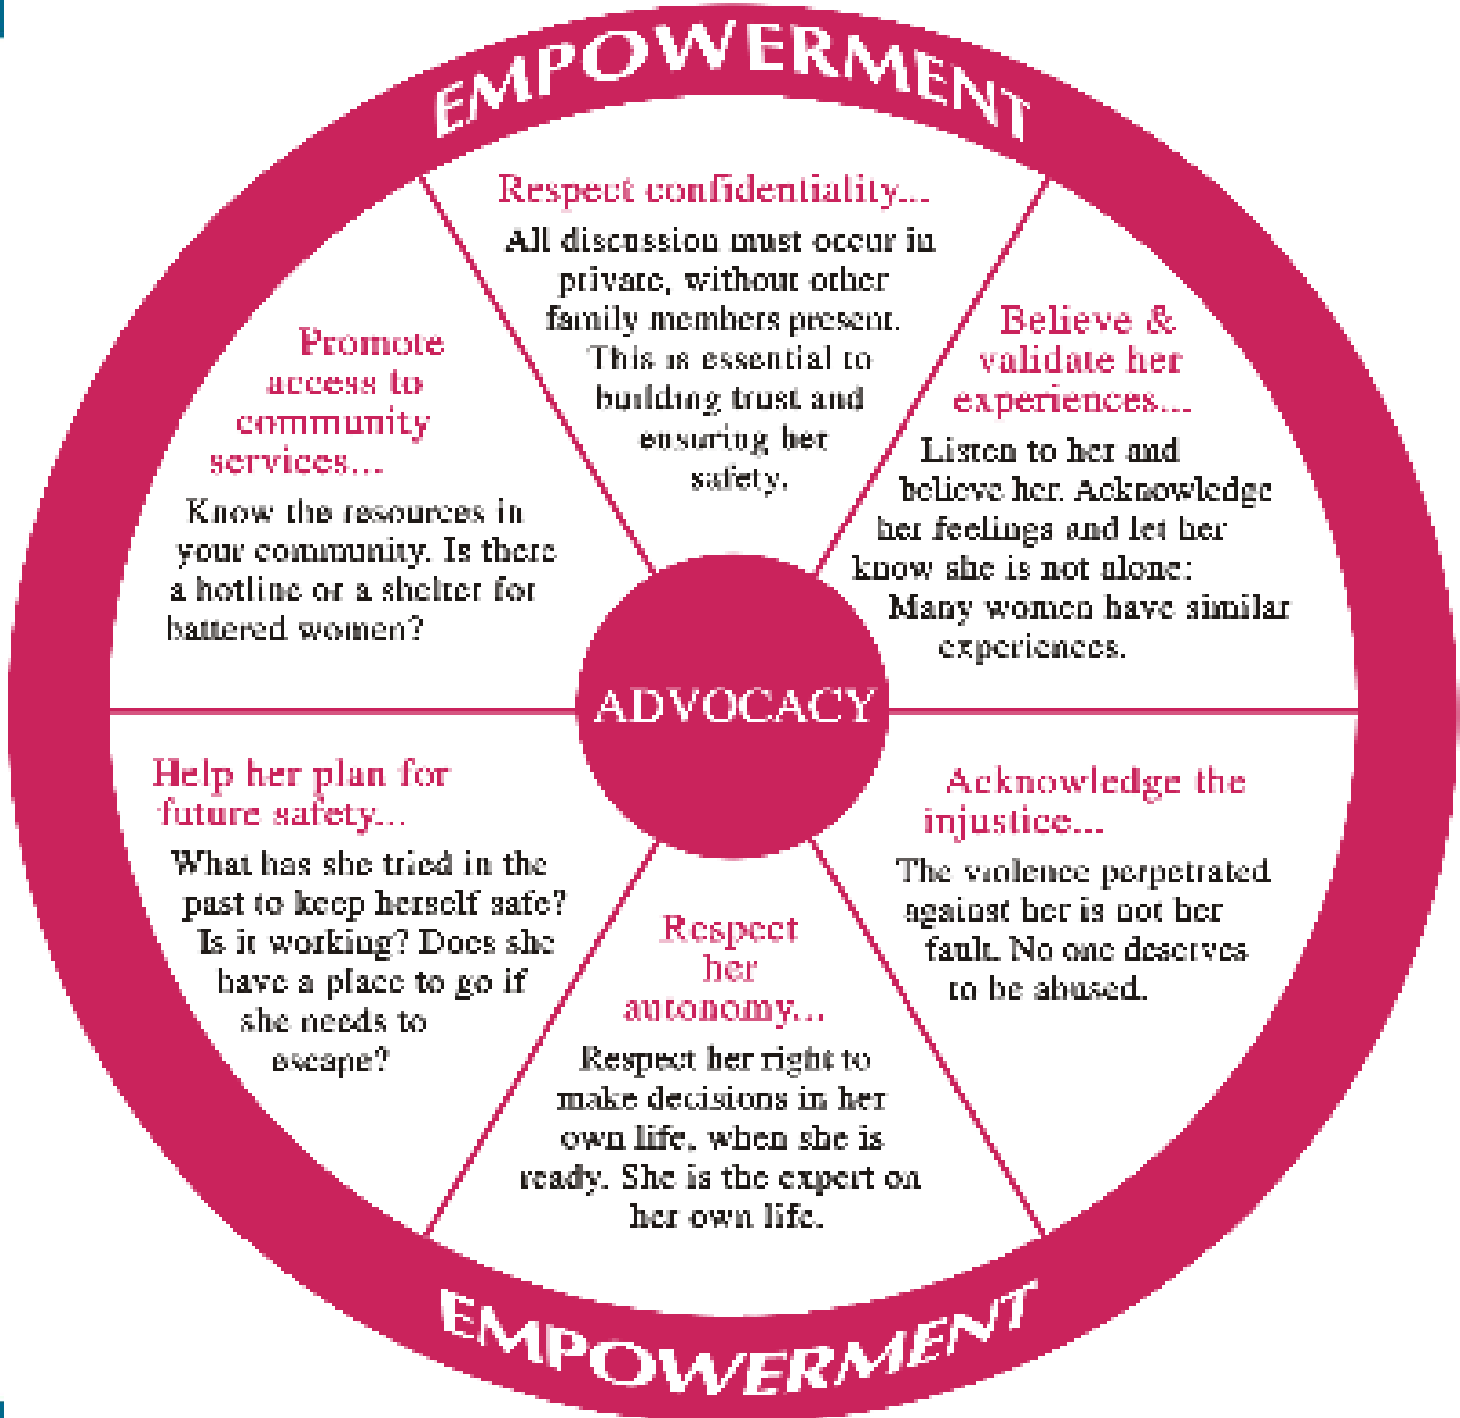 EMPOWERMENT
Respect confidentiality...
All discussion must occur in
private, without other
family members present.
This is essential to
building trust and
ensuring her
safety.
Believe &
validate her
experiences...
Listen to her and
believe her. Acknowledge
her feelings and let her
know she is not alone:
Many women have similar
experiences.
Acknowledge the
injustice...
The violence perpetrated
against her is not her
fault. No one deserves
to be abused.
Respect
her
autonomy...
Respect her right to
make decisions in her
own life, when she is
ready. She is the expert on
her own life.
Help her plan for
future safety...
What has she tried in the
past to keep herself safe?
Is it working? Does she
have a place to go if
she needs to
escape?
Promote
access to
community
services...
Know the resources in
your community. Is there
a hotline or a shelter for
battered women?
ADVOCACY
EMPOWERMENT